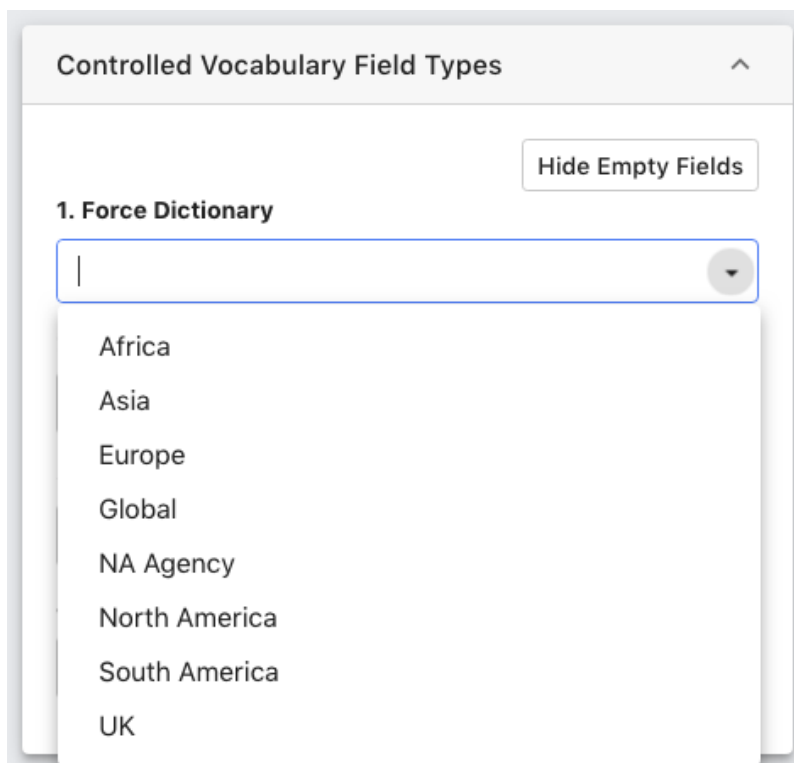 Controlled Vocabulary Field Types
Hide Empty Fields
1. Force Dictionary
Africa
Asia
Europe
Global
NA Agency
North America
South America
UK